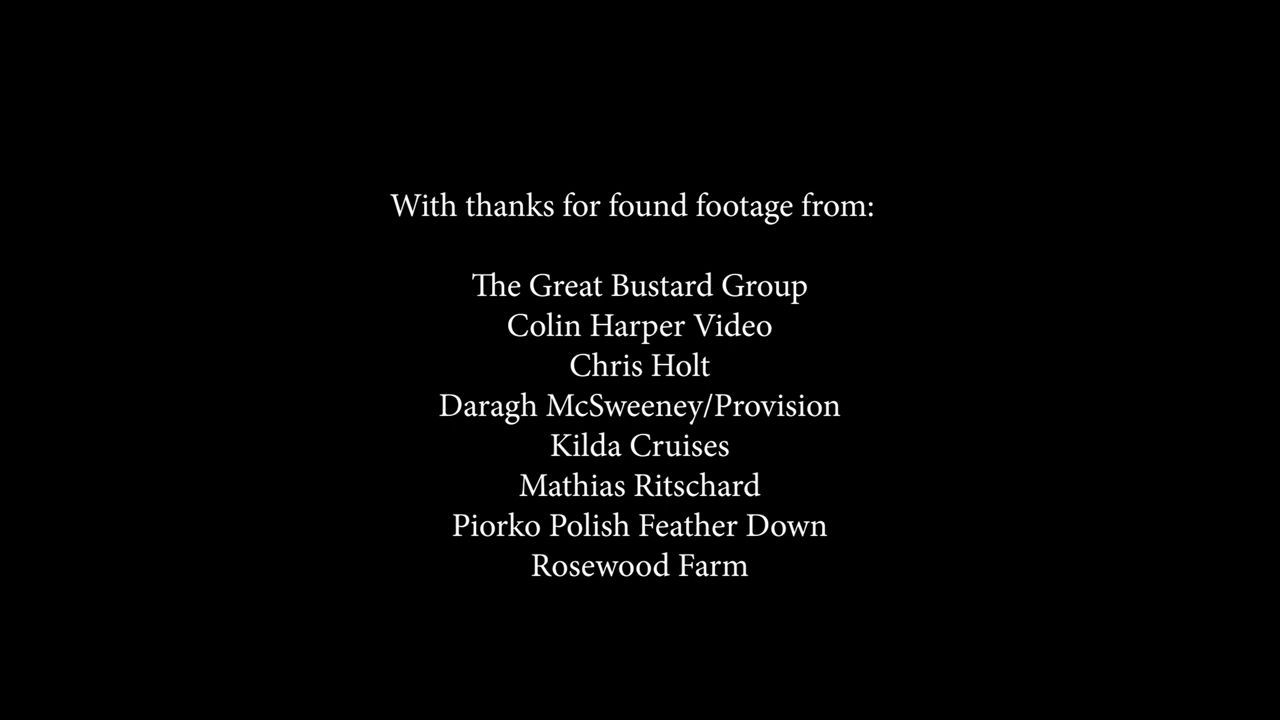 With thanks for found footage from:
The Great Bustard Group
Colin Harper Video
Chris Holt
Daragh McSweeney/Provision
Kilda Cruises
Mathias Ritschard
Piorko Polish Feather Down
Rosewood Farm